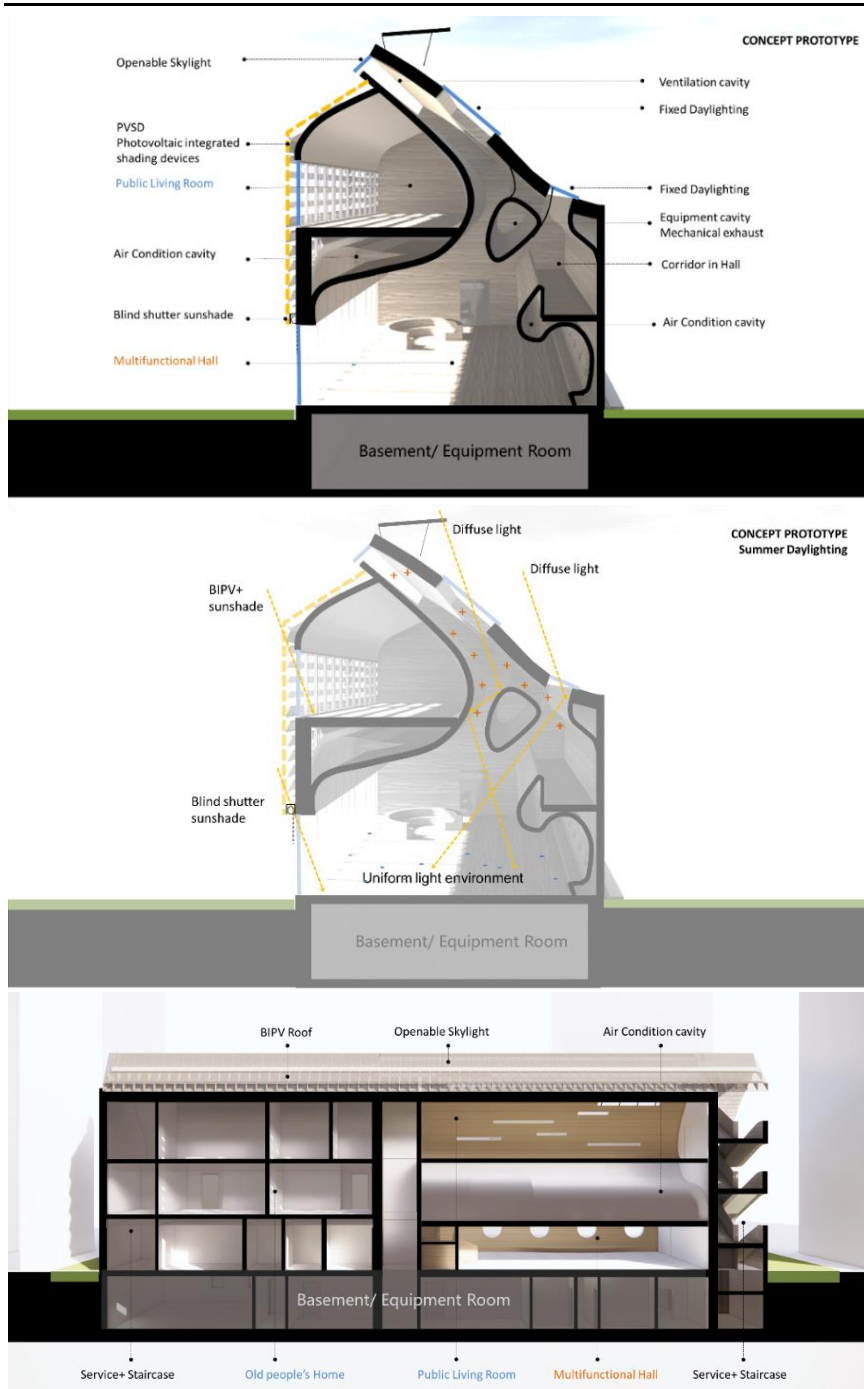 CONCEPT PROTOTYPE
Openable Skylight
Ventilation cavity
Fixed Daylighting
PVSD
Photovoltaic integrated
shading devices
Public Living Room
Fixed Daylighting
Equipment cavity
Mechanical exhaust
Air Condition cavity
Corridor in Hall
Blind shutter sunshade
Air Condition cavity
Multifunctional Hall
Basement/ Equipment Room
CONCEPT PROTOTYPE
Summer Daylighting
Diffuse light
Diffuse light
BIPV+
sunshade
Blind shutter
sunshade
Uniform light environment
Basement/ Equipment Room
BIPV Roof
Openable Skylight
Air Condition cavity
Basement/ Equipment Room
Service+ Staircase
Old people's Home
Public Living Room
Multifunctional Hall
Service+ Staircase